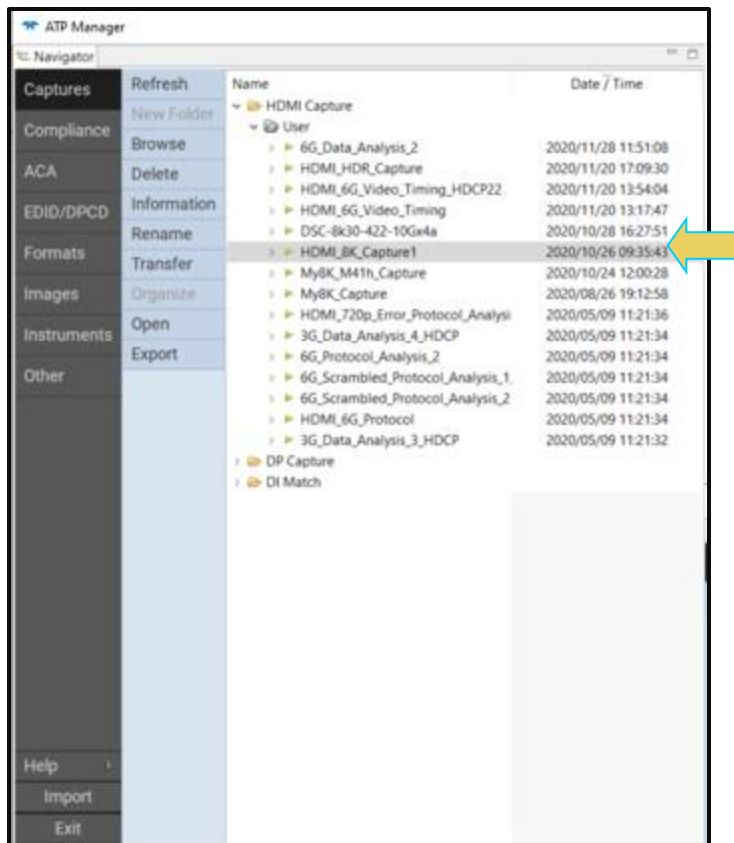 ATP Manager
Navigator
Captures
Compliance
ACA
EDID/DPCD
Formats
Images
Instruments
Other
Help
Import
Exit
Refresh
New Folder
Browse
Delete
Information
Rename
Transfer
Organize
Open
Export
Name Date / Time
HDMI Capture
User
6G_Data_Analysis_2 2020/11/28 11:51:08
HDMI_HDR_Capture 2020/11/20 17:09:30
HDMI_6G_Video_Timing_HDCP22 2020/11/20 13:54:04
HDMI_6G_Video_Timing 2020/11/20 13:17:47
DSC-8k30-422-10Gx4a 2020/10/28 16:27:51
HDMI_8K_Capture1 2020/10/26 09:35:43
My8K_M41h_Capture 2020/10/24 12:00:28
My8K_Capture 2020/08/26 19:12:58
HDMI_720p_Error_Protocol_Analysi 2020/05/09 11:21:36
3G_Data_Analysis_4_HDCP 2020/05/09 11:21:34
6G_Protocol_Analysis_2 2020/05/09 11:21:34
6G_Scrambled_Protocol_Analysis_1_ 2020/05/09 11:21:34
6G_Scrambled_Protocol_Analysis_2 2020/05/09 11:21:34
HDMI_6G_Protocol 2020/05/09 11:21:34
3G_Data_Analysis_3_HDCP 2020/05/09 11:21:32
DP Capture
DI Match